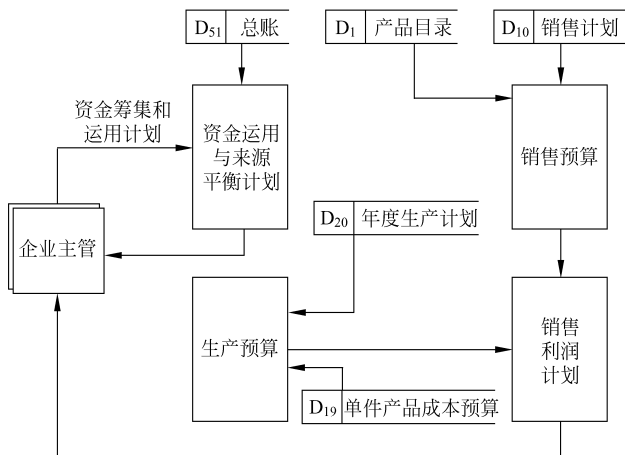 D51 总账
D1 产品目录
D10 销售计划
资金筹集和
运用计划
资金运用
与来源
平衡计划
销售预算
企业主管
D20 年度生产计划
生产预算
销售
利润
计划
D19 单件产品成本预算